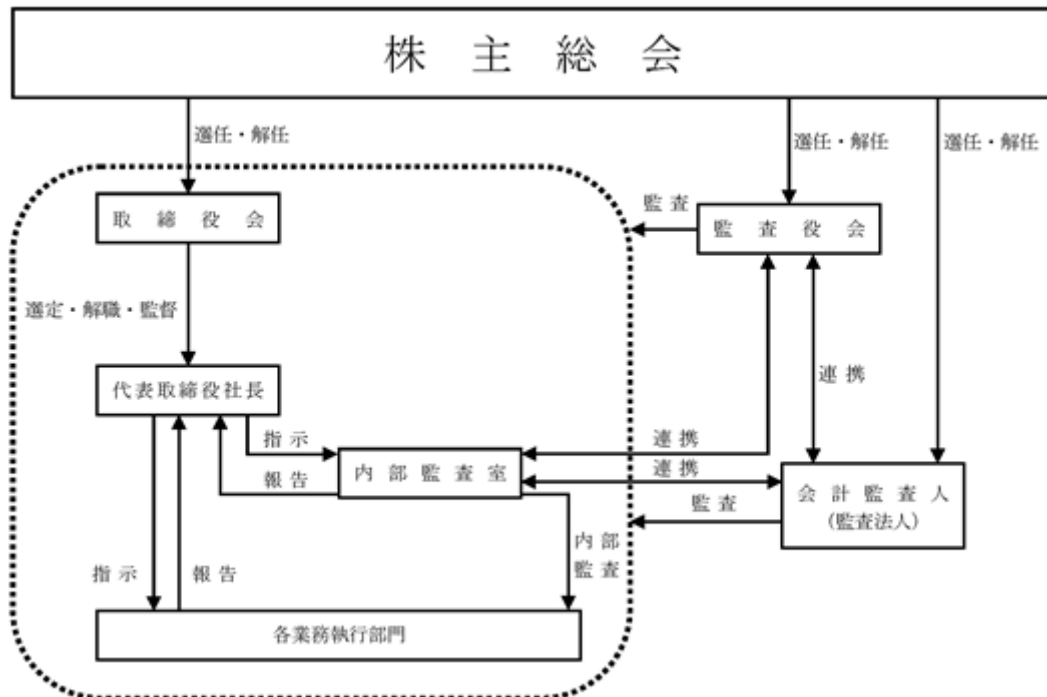 株主総会
選任・解任
選任・解任
選任・解任
取締役会
監査
監査役会
選定・解職・監督
代表取締役社長
連携
指示
連携
報告
内部監査室
連携
会計監査人
(監査法人)
監査
内部
監査
指示
報告
各業務執行部門